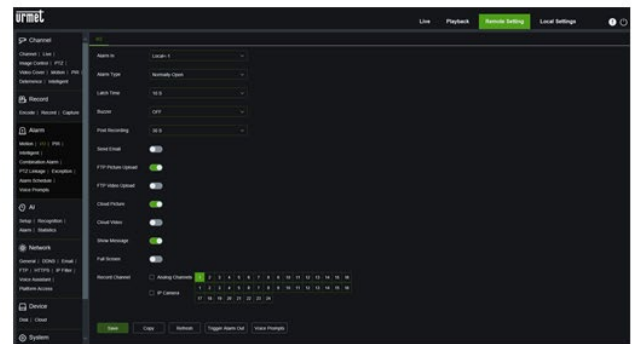 urmet
Live Playback Remote Setting Local Settings
Channel
Channel | Live |
Image Control | PTZ |
Video Cover | Motion | PIR |
Deterrence | Intelligent
Record
Encode | Record | Capture
Alarm
Motion | I/O | PIR |
Intelligent |
Combination Alarm |
PTZ Linkage | Exception |
Alarm Schedule |
Voice Prompts
AI
Setup | Recognition |
Alarm | Statistics
Network
General | DDNS | Email |
FTP | HTTPS | IP Filter |
Voice Assistant |
Platform Access
Device
Disk | Cloud
System
I/O
Alarm In Local<-1
Alarm Type Normally-Open
Latch Time 10 S
Buzzer OFF
Post Recording 30 S
Send Email
FTP Picture Upload
FTP Video Upload
Cloud Picture
Cloud Video
Show Message
Full Screen
Record Channel Analog Channels 1 2 3 4 5 6 7 8 9 10 11 12 13 14 15 16
IP Camera 1 2 3 4 5 6 7 8 9 10 11 12 13 14 15 16
17 18 19 20 21 22 23 24
Save Copy Refresh Trigger Alarm Out Voice Prompts